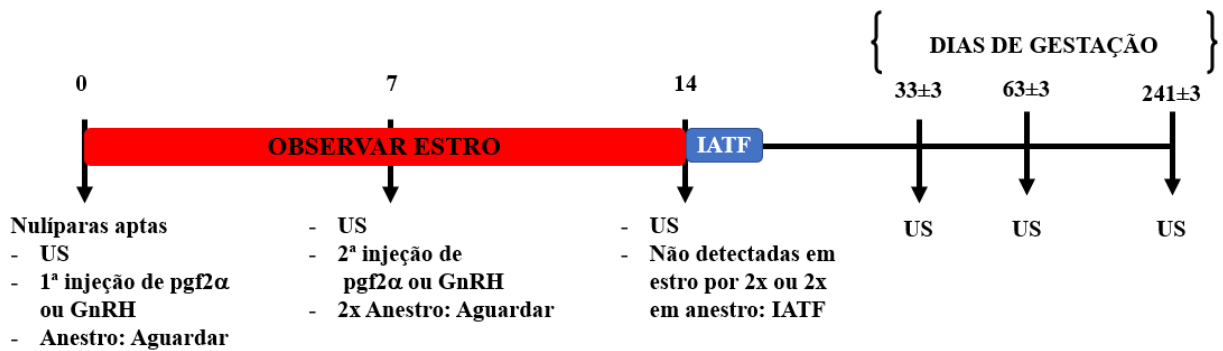 DIAS DE GESTAÇÃO
0
7
14
33±3
63±3
241±3
OBSERVAR ESTRO
IATF
Nulíparas aptas
- US
- 1ª injeção de pgf2α
ou GnRH
- Anestro: Aguardar
- US
- 2ª injeção de
pgf2α ou GnRH
- 2x Anestro: Aguardar
- US
- Não detectadas em
estro por 2x ou 2x
em anestro: IATF
US
US
US